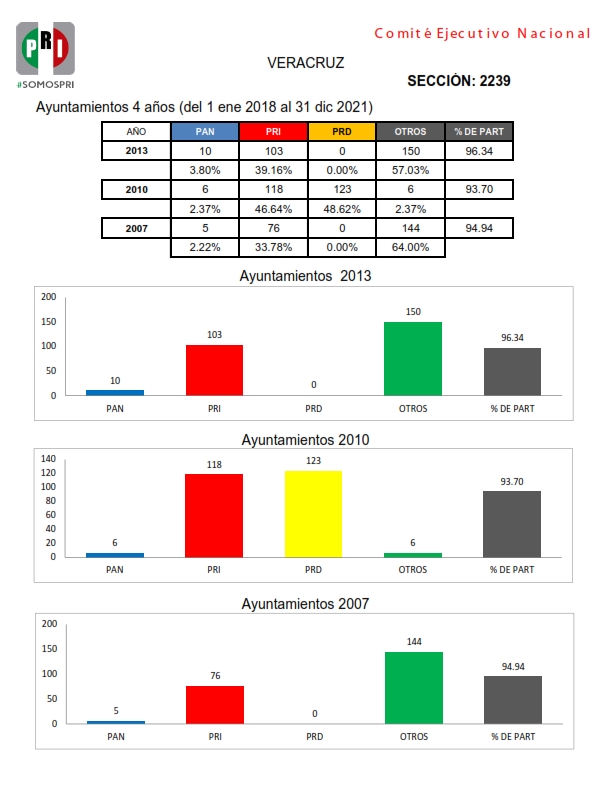 Comité Ejecutivo Nacional
PRI
#SOMOSPRI
VERACRUZ
SECCIÓN: 2239
Ayuntamientos 4 años (del 1 ene 2018 al 31 dic 2021)
AÑO PAN PRI PRD OTROS % DE PART
2013 10 103 0 150 96.34
3.80% 39.16% 0.00% 57.03%
2010 6 118 123 6 93.70
2.37% 46.64% 48.62% 2.37%
2007 5 76 0 144 94.94
2.22% 33.78% 0.00% 64.00%
Ayuntamientos 2013
200
150
100
50
0
10 103 0 150 96.34
PAN PRI PRD OTROS % DE PART
Ayuntamientos 2010
140
120
100
80
60
40
20
0
6 118 123 6 93.70
PAN PRI PRD OTROS % DE PART
Ayuntamientos 2007
200
150
100
50
0
5 76 0 144 94.94
PAN PRI PRD OTROS % DE PART